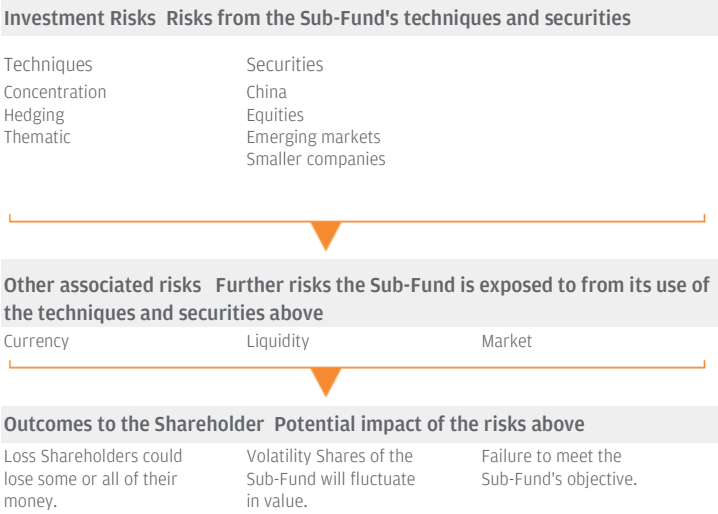 Investment Risks Risks from the Sub-Fund's techniques and securities
Techniques
Concentration
Hedging
Thematic
Securities
China
Equities
Emerging markets
Smaller companies
Other associated risks Further risks the Sub-Fund is exposed to from its use of
the techniques and securities above
Currency
Liquidity
Market
Outcomes to the Shareholder Potential impact of the risks above
Loss Shareholders could
lose some or all of their
money.
Volatility Shares of the
Sub-Fund will fluctuate
in value.
Failure to meet the
Sub-Fund's objective.